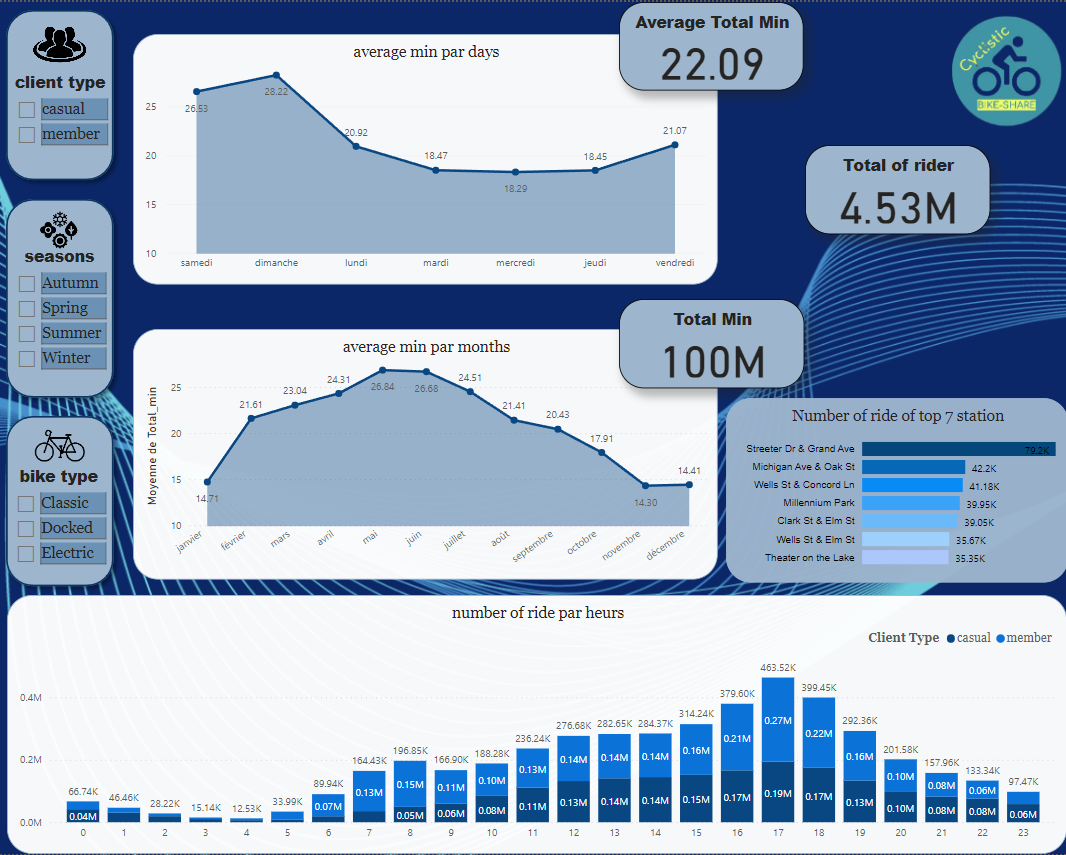 client type
casual
member
seasons
Autumn
Spring
Summer
Winter
bike type
Classic
Docked
Electric
average min par days
25
20
15
10
26.53
28.22
20.92
18.47
18.29
18.45
21.07
samedi
dimanche
lundi
mardi
mercredi
jeudi
vendredi
Average Total Min
22.09
Cyclistic
BIKE-SHARE
Total of rider
4.53M
average min par months
Moyenne de Total_min
25
20
15
10
14.71
21.61
23.04
24.31
26.84
26.68
24.51
21.41
20.43
17.91
14.30
14.41
janvier
février
mars
avril
mai
juin
juillet
août
septembre
octobre
novembre
décembre
Total Min
100M
Number of ride of top 7 station
Streeter Dr & Grand Ave 79.2K
Michigan Ave & Oak St 42.2K
Wells St & Concord Ln 41.18K
Millennium Park 39.95K
Clark St & Elm St 39.05K
Wells St & Elm St 35.67K
Theater on the Lake 35.35K
number of ride par heurs
Client Type casual member
0.4M
0.2M
0.0M
66.74K 46.46K 28.22K 15.14K 12.53K 33.99K 89.94K 164.43K 196.85K 166.90K 188.28K 236.24K 276.68K 282.65K 284.37K 314.24K 379.60K 463.52K 399.45K 292.36K 201.58K 157.96K 133.34K 97.47K
0.07M 0.13M 0.15M 0.11M 0.10M 0.13M 0.14M 0.14M 0.14M 0.16M 0.21M 0.27M 0.22M 0.16M 0.10M 0.08M 0.06M
0.04M 0.05M 0.06M 0.08M 0.11M 0.13M 0.14M 0.14M 0.15M 0.17M 0.19M 0.17M 0.13M 0.10M 0.08M 0.08M 0.06M
0 1 2 3 4 5 6 7 8 9 10 11 12 13 14 15 16 17 18 19 20 21 22 23